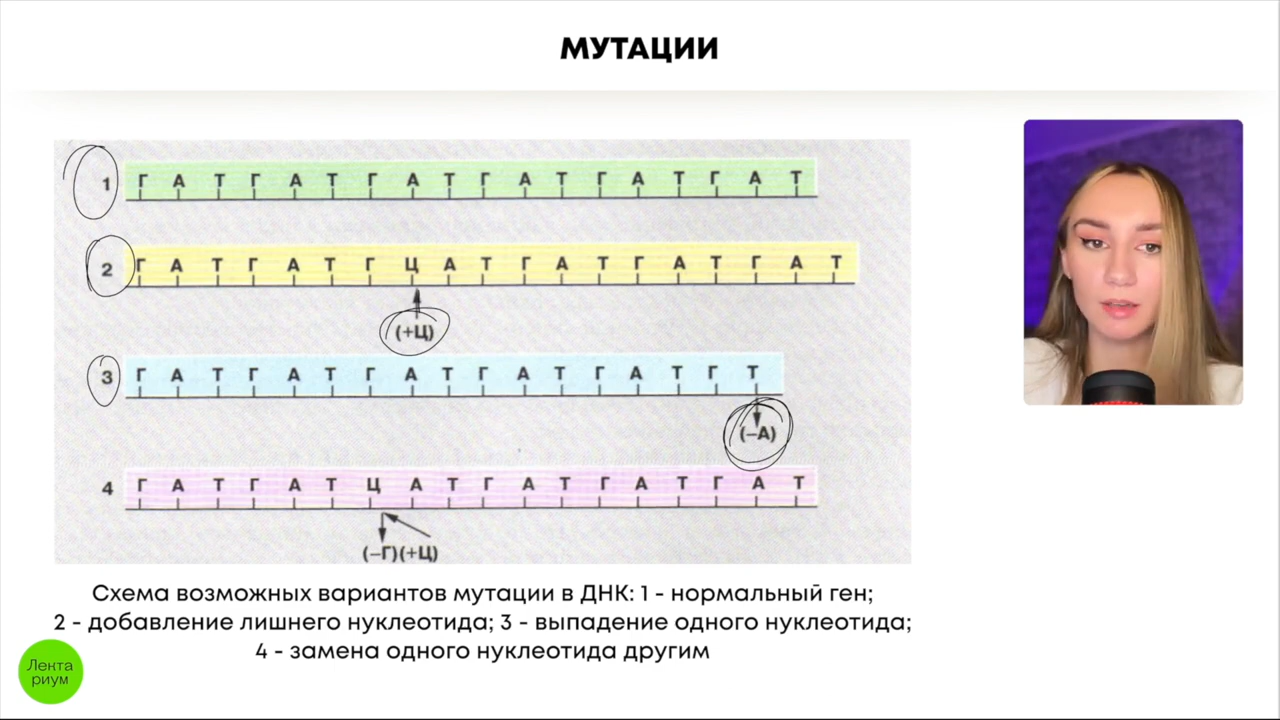 МУТАЦИИ
1 Г А Т Г А Т Г А Т Г А Т Г А Т Г А Т
2 Г А Т Г А Т Г Ц А Т Г А Т Г А Т Г А Т
(+Ц)
3 Г А Т Г А Т Г А Т Г А Т Г А Т Г Т
(–А)
4 Г А Т Г А Т Ц А Т Г А Т Г А Т Г А Т
(–Г)(+Ц)
Схема возможных вариантов мутации в ДНК: 1 - нормальный ген;
2 - добавление лишнего нуклеотида; 3 - выпадение одного нуклеотида;
4 - замена одного нуклеотида другим
Лента
риум